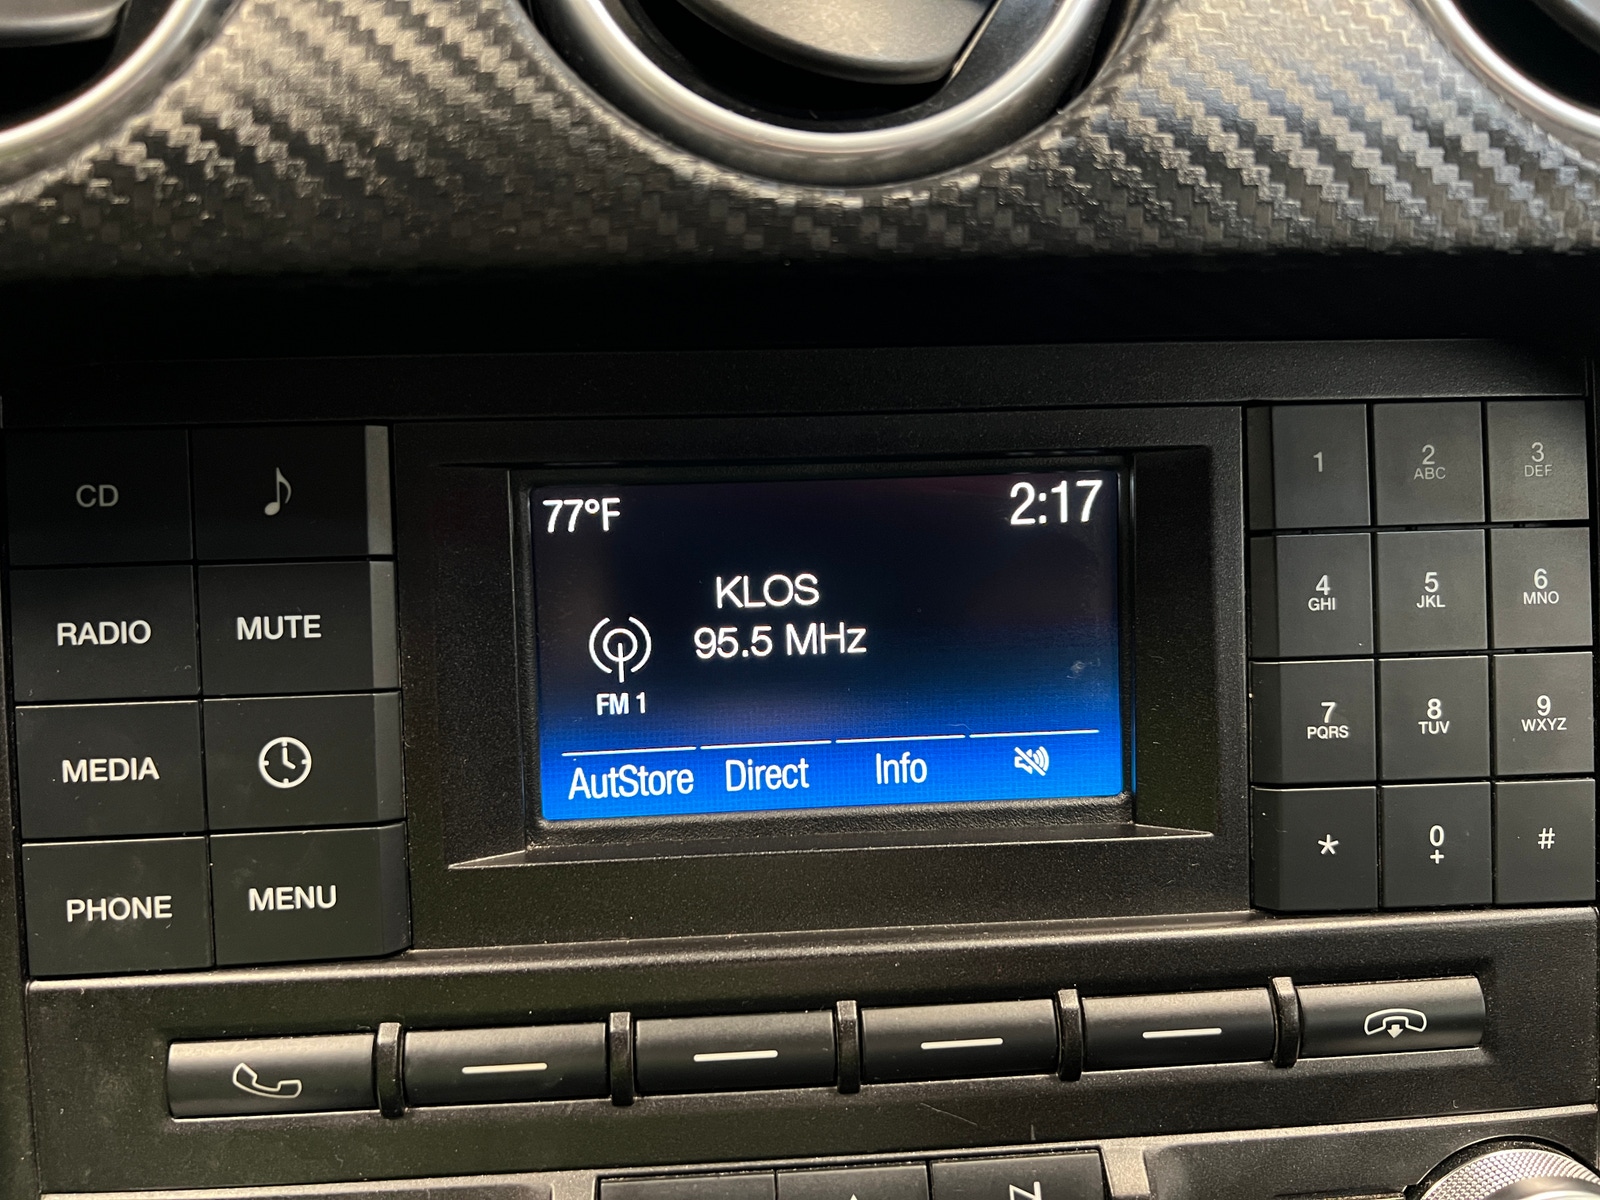 77°F 2:17
KLOS
95.5 MHz
FM 1
AutStore Direct Info
CD
RADIO MUTE
MEDIA
PHONE MENU
1 2 3
ABC DEF
4 5 6
GHI JKL MNO
7 8 9
PQRS TUV WXYZ
* 0 #
+